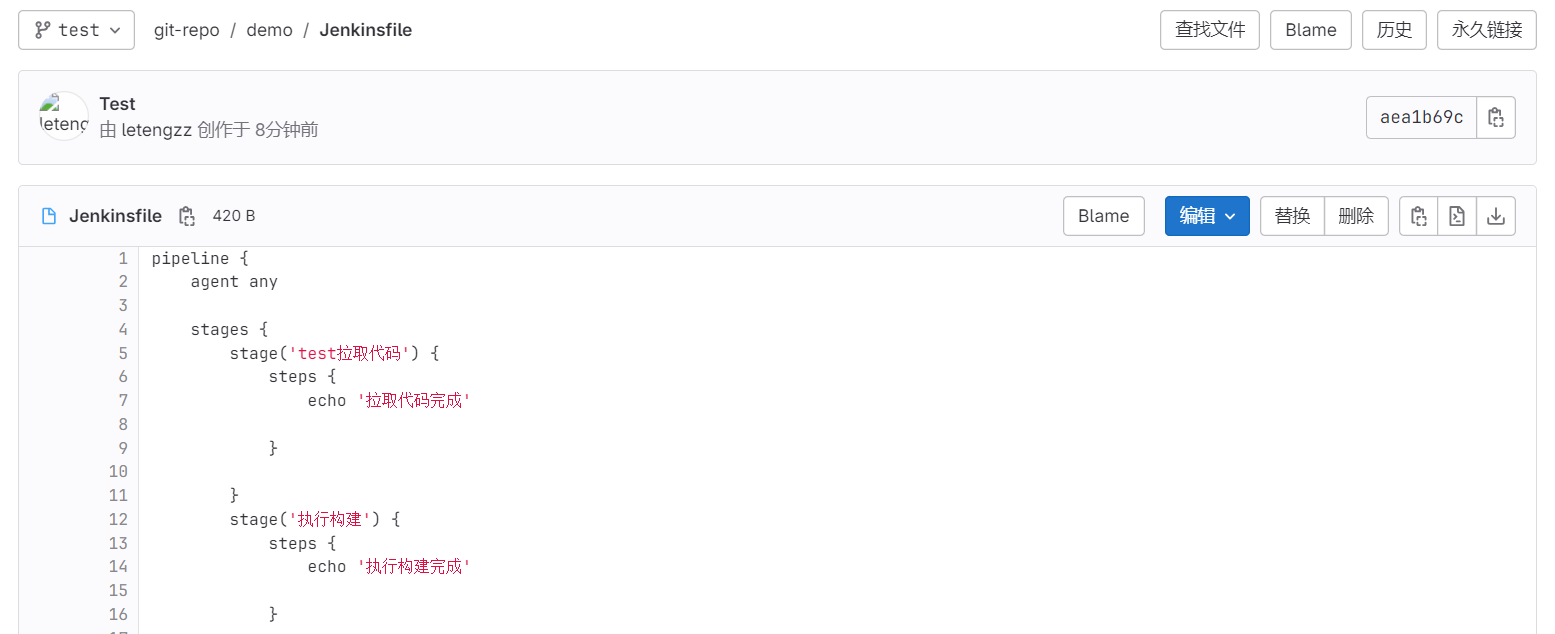 test git-repo / demo / Jenkinsfile 查找文件 Blame 历史 永久链接
Test
leteng
由 letengzz 创作于 8分钟前
aea1b69c
Jenkinsfile 420 B Blame 编辑 替换 删除
1 pipeline {
2     agent any
3
4     stages {
5         stage('test拉取代码') {
6             steps {
7                 echo '拉取代码完成'
8
9             }
10
11         }
12         stage('执行构建') {
13             steps {
14                 echo '执行构建完成'
15
16             }